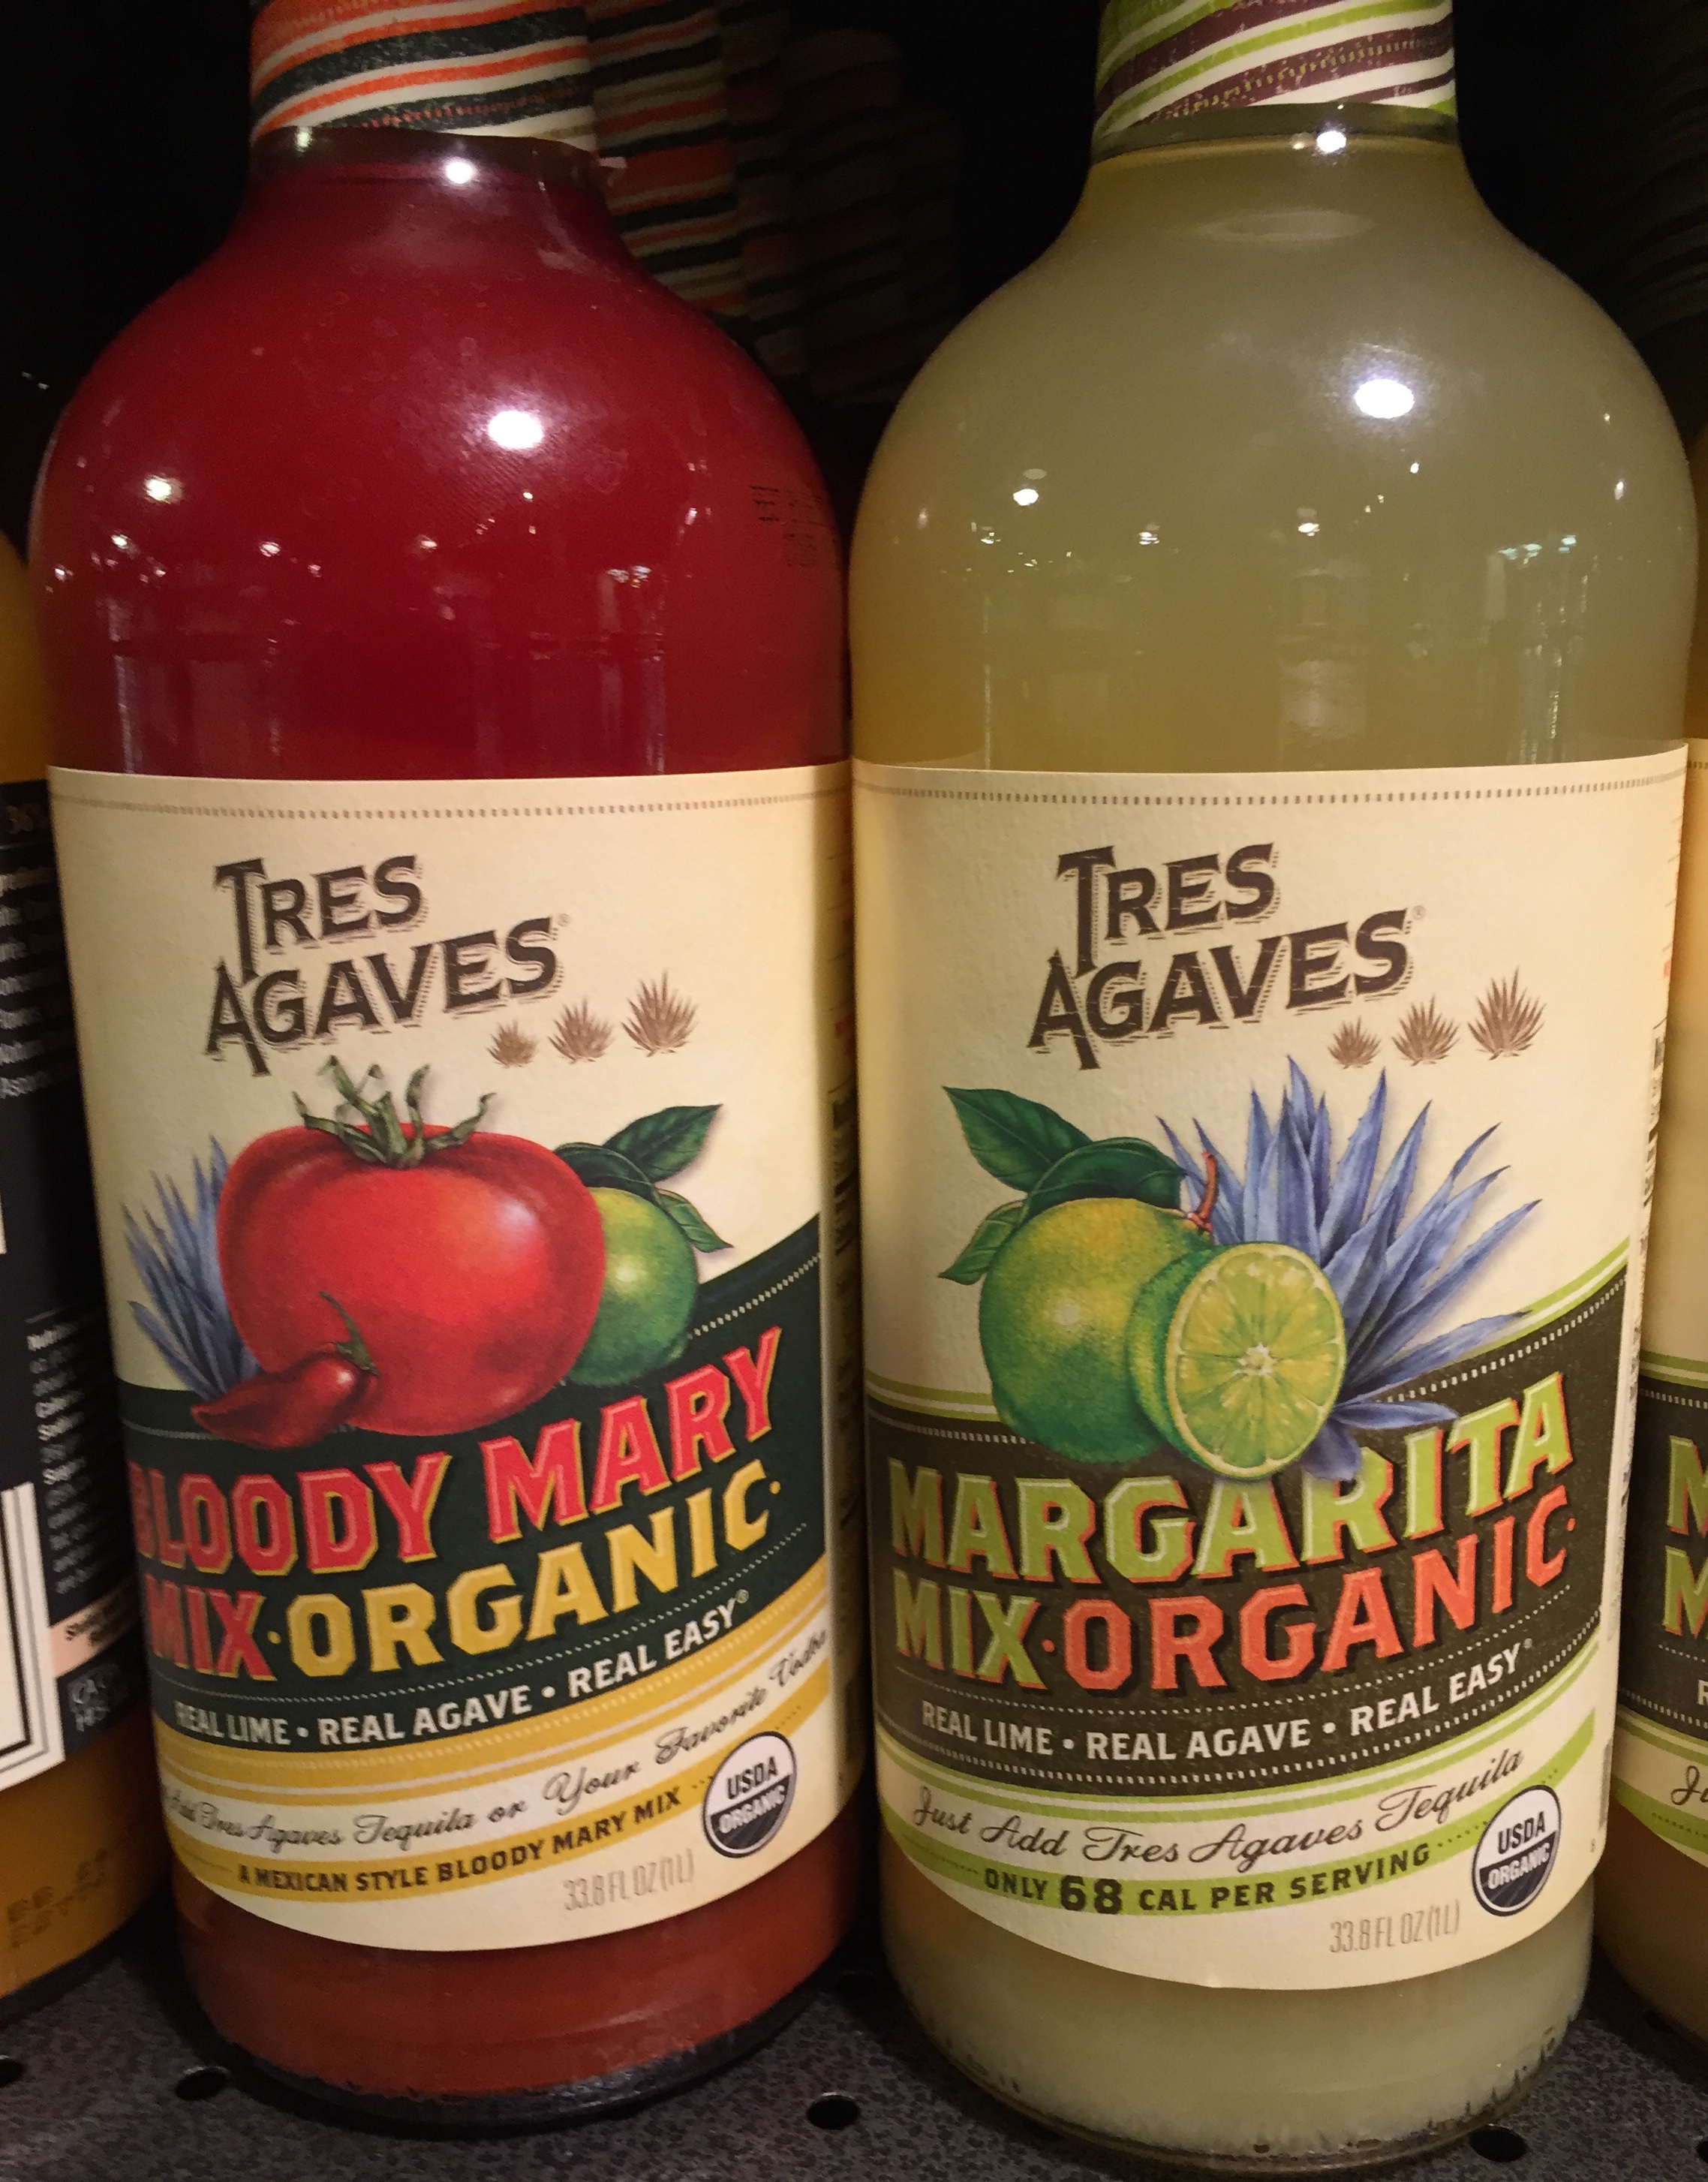 TRES
AGAVES®
BLOODY MARY
MIX·ORGANIC·
REAL LIME • REAL AGAVE • REAL EASY®
Add Tres Agaves Tequila or Your Favorite Vodka
A MEXICAN STYLE BLOODY MARY MIX
USDA
ORGANIC
33.8 FL OZ (1L)
TRES
AGAVES®
MARGARITA
MIX·ORGANIC·
REAL LIME • REAL AGAVE • REAL EASY®
Just Add Tres Agaves Tequila
ONLY 68 CAL PER SERVING
USDA
ORGANIC
33.8 FL OZ (1L)